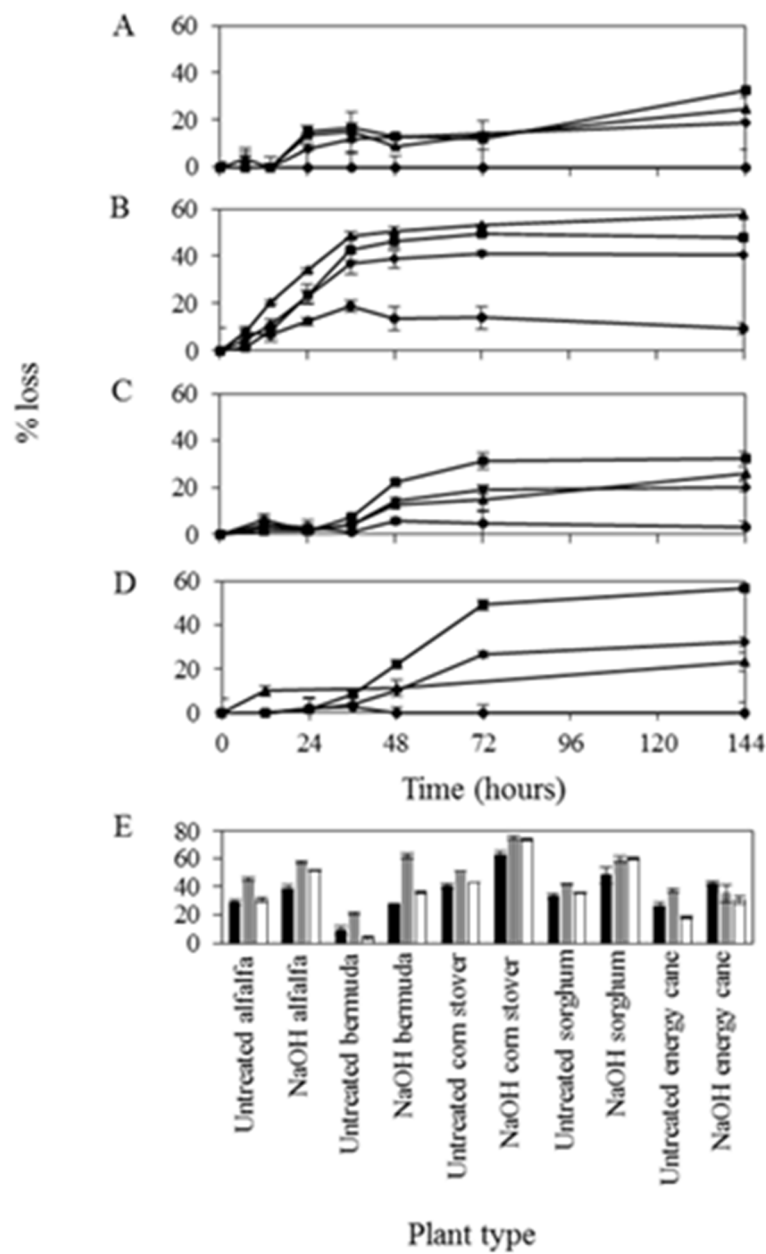 A
60
40
20
0
B
60
40
20
0
C
60
40
20
0
D
60
40
20
0
0 24 48 72 96 120 144
Time (hours)
% loss
E
80
60
40
20
0
Untreated alfalfa
NaOH alfalfa
Untreated bermuda
NaOH bermuda
Untreated corn stover
NaOH corn stover
Untreated sorghum
NaOH sorghum
Untreated energy cane
NaOH energy cane
Plant type